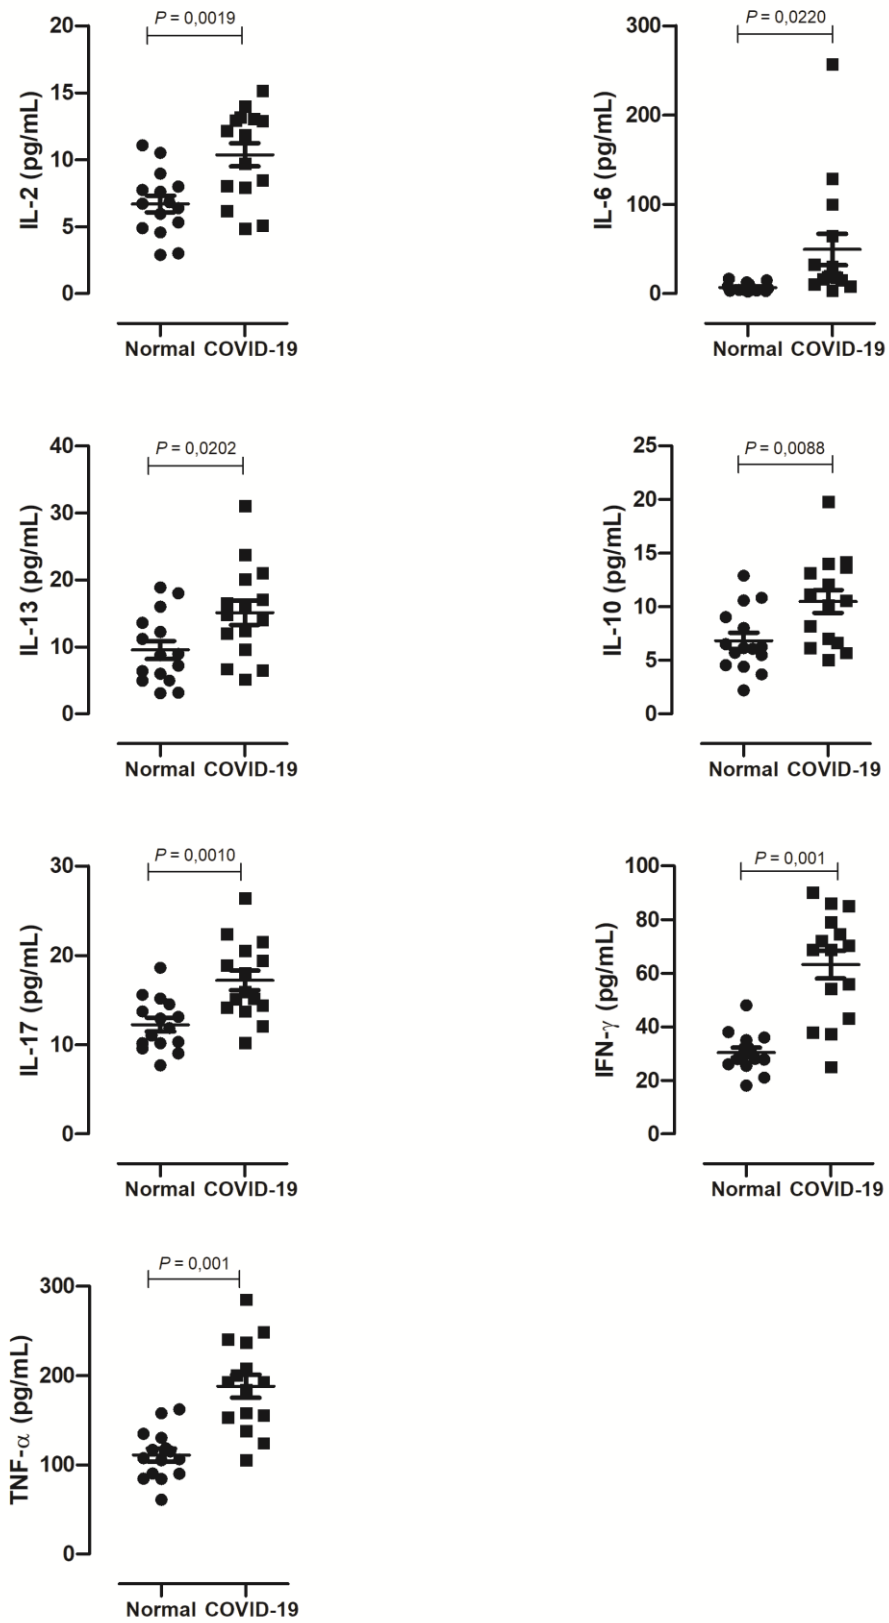 P = 0,0019
IL-2 (pg/mL)
20
15
10
5
0
Normal COVID-19
P = 0,0220
IL-6 (pg/mL)
300
200
100
0
Normal COVID-19
P = 0,0202
IL-13 (pg/mL)
40
30
20
10
0
Normal COVID-19
P = 0,0088
IL-10 (pg/mL)
25
20
15
10
5
0
Normal COVID-19
P = 0,0010
IL-17 (pg/mL)
30
20
10
0
Normal COVID-19
P = 0,001
IFN-γ (pg/mL)
100
80
60
40
20
0
Normal COVID-19
P = 0,001
TNF-α (pg/mL)
300
200
100
0
Normal COVID-19